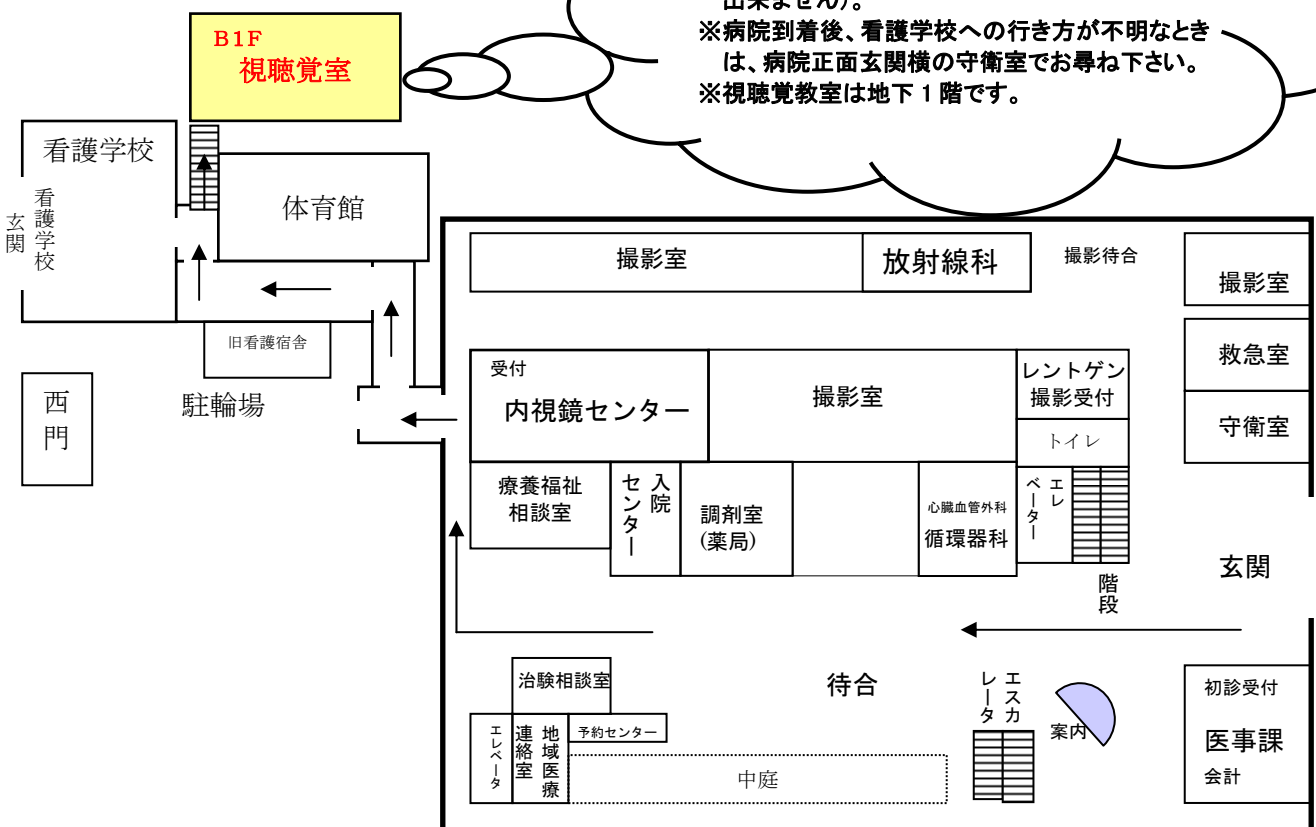 出来ません)。
※病院到着後、看護学校への行き方が不明なとき
は、病院正面玄関横の守衛室でお尋ね下さい。
※視聴覚教室は地下1階です。
B1F
視聴覚室
看護学校
看護学校
玄関
体育館
旧看護宿舎
西門
駐輪場
撮影室
放射線科
撮影待合
撮影室
救急室
守衛室
受付
内視鏡センター
撮影室
レントゲン
撮影受付
トイレ
療養福祉
相談室
入院
センター
調剤室
(薬局)
心臓血管外科
循環器科
エレ
ベーター
階段
玄関
待合
治験相談室
予約センター
エレベータ
地域医療
連絡室
中庭
エスカ
レータ
案内
初診受付
医事課
会計